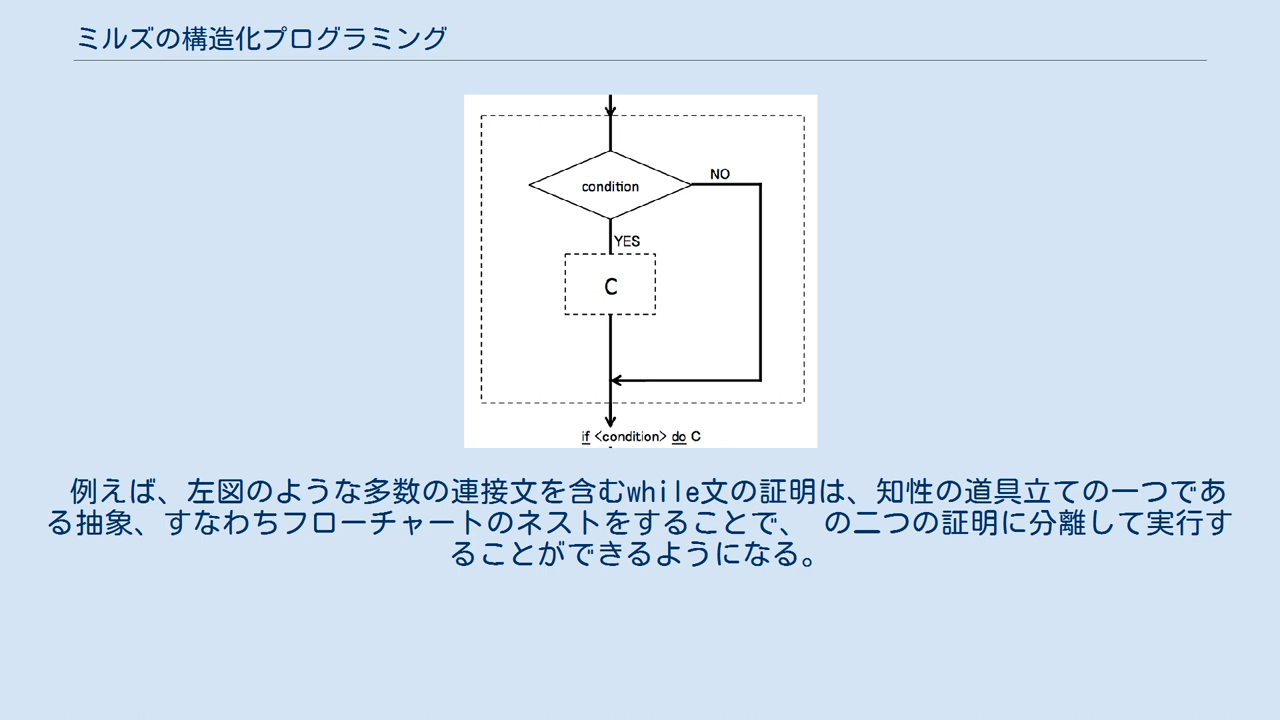 ミルズの構造化プログラミング
condition
NO
YES
C
if <condition> do C
例えば、左図のような多数の連接文を含むwhile文の証明は、知性の道具立ての一つであ
る抽象、すなわちフローチャートのネストをすることで、 の二つの証明に分離して実行す
ることができるようになる。